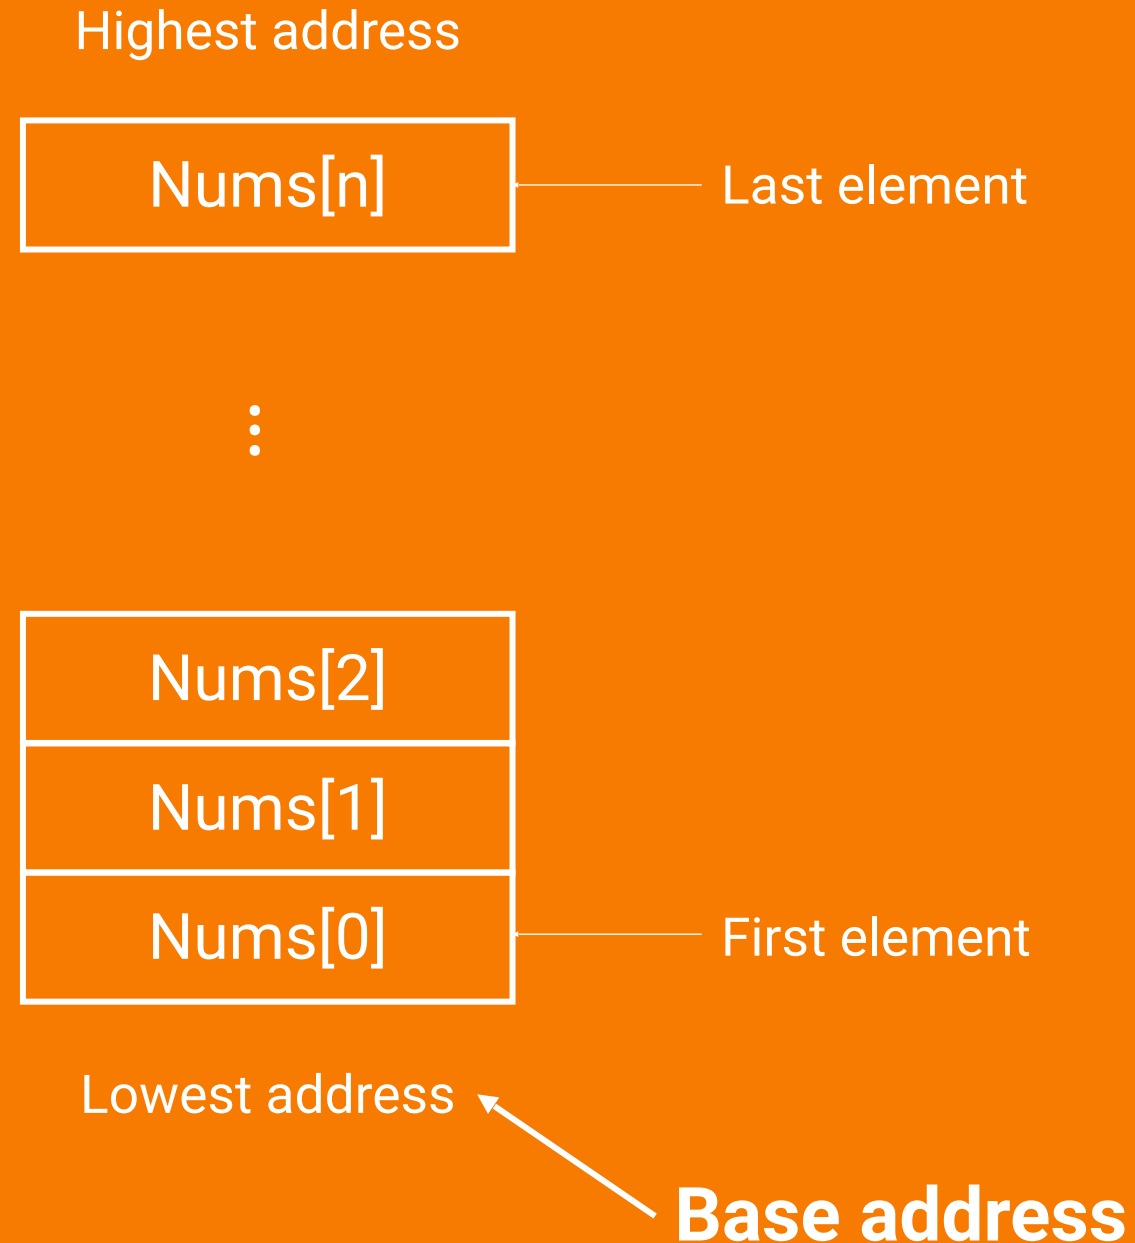 Highest address
Nums[n]
Last element
Nums[2]
Nums[1]
Nums[0]
First element
Lowest address
Base address